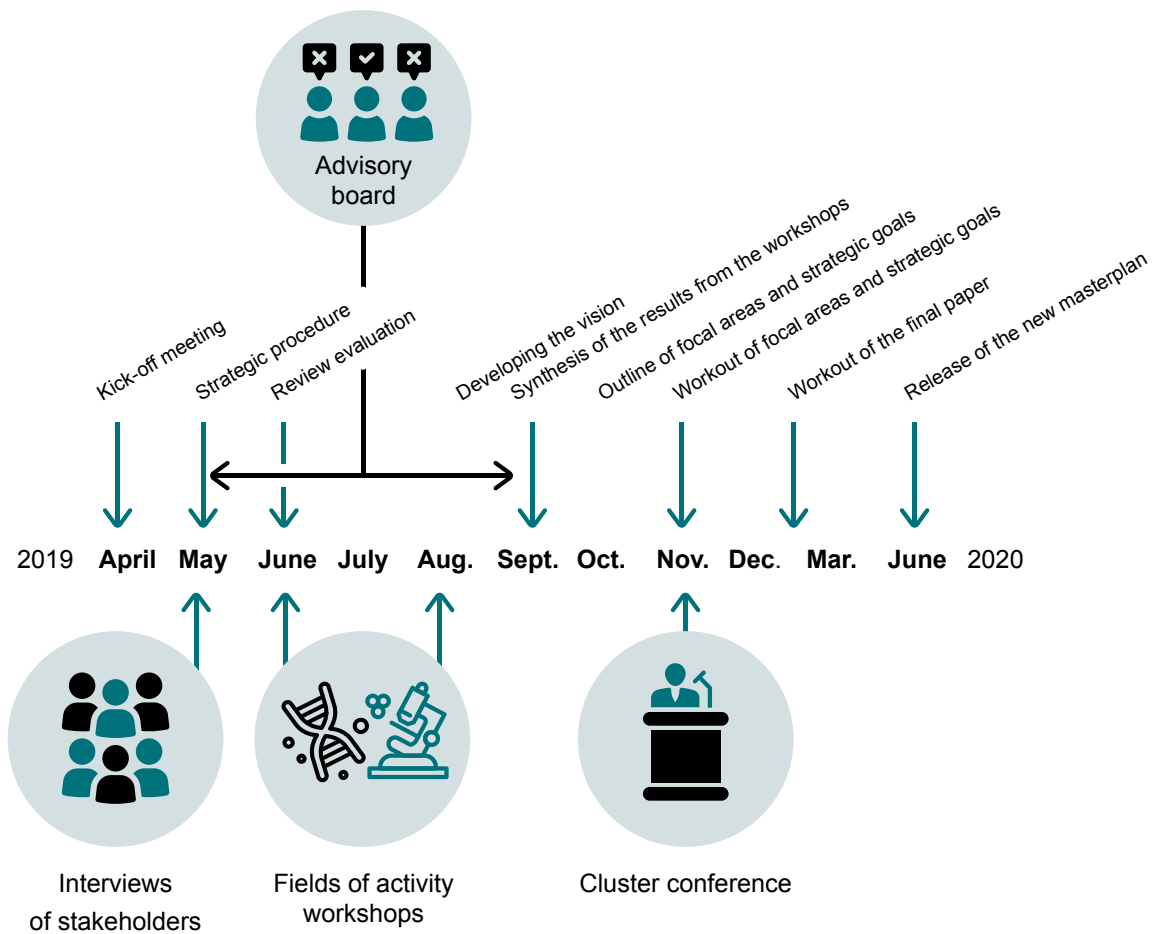 Advisory
board
Kick-off meeting
Strategic procedure
Review evaluation
Developing the vision
Synthesis of the results from the workshops
Outline of focal areas and strategic goals
Workout of focal areas and strategic goals
Workout of the final paper
Release of the new masterplan
2019 April May June July Aug. Sept. Oct. Nov. Dec. Mar. June 2020
Interviews
of stakeholders
Fields of activity
workshops
Cluster conference